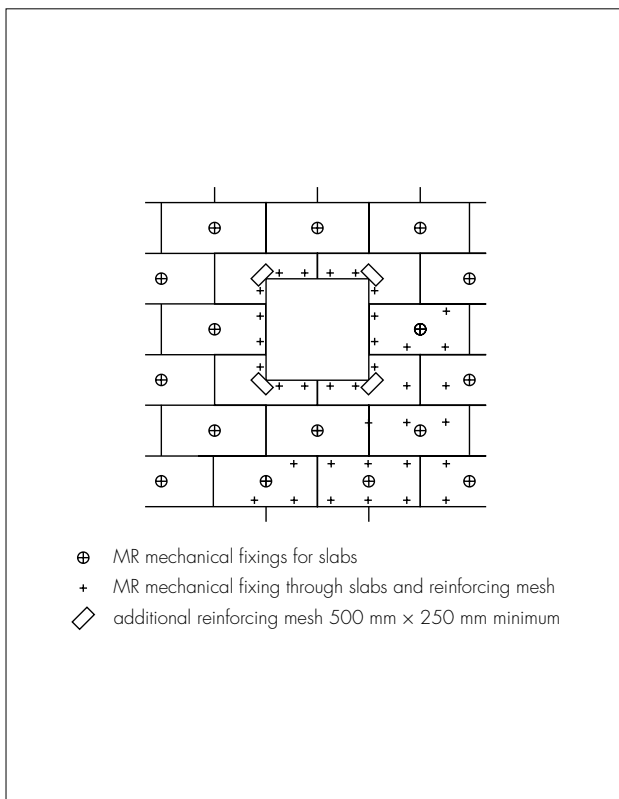 MR mechanical fixings for slabs
MR mechanical fixing through slabs and reinforcing mesh
additional reinforcing mesh 500 mm × 250 mm minimum